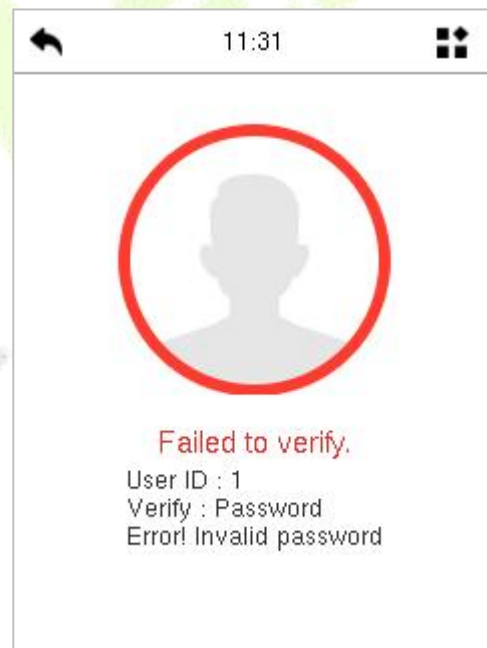 11:31
Failed to verify.
User ID : 1
Verify : Password
Error! Invalid password